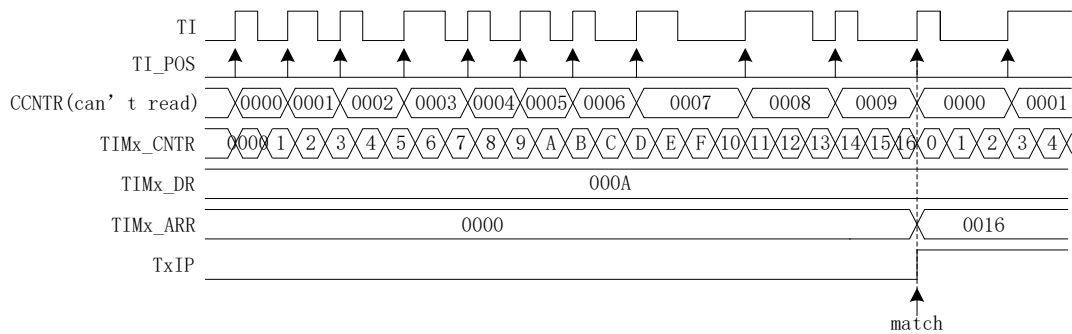 TI
TI_POS
CCNTR(can't read) 0000 0001 0002 0003 0004 0005 0006 0007 0008 0009 0000 0001
TIMx_CNTR 0000 1 2 3 4 5 6 7 8 9 A B C D E F 10 11 12 13 14 15 16 0 1 2 3 4
TIMx_DR 000A
TIMx_ARR 0000 0016
TxIP
match